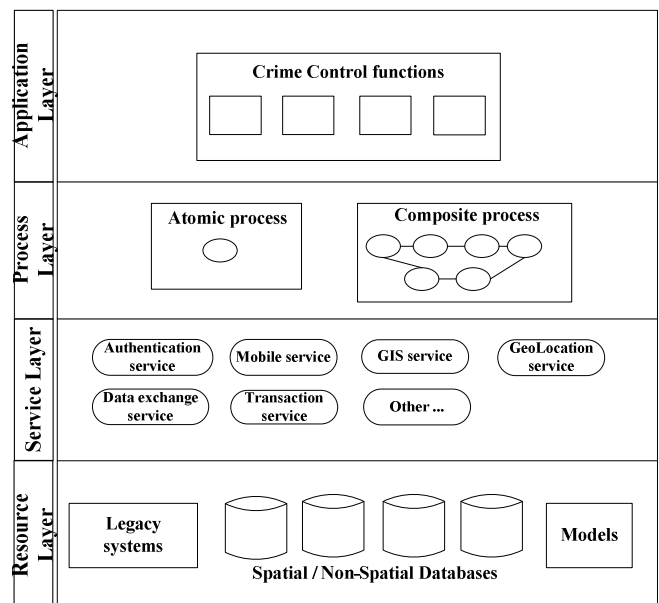 Application
Layer
Crime Control functions
Process
Layer
Atomic process
Composite process
Service Layer
Authentication
service
Mobile service
GIS service
GeoLocation
service
Data exchange
service
Transaction
service
Other ...
Resource
Layer
Legacy
systems
Spatial / Non-Spatial Databases
Models